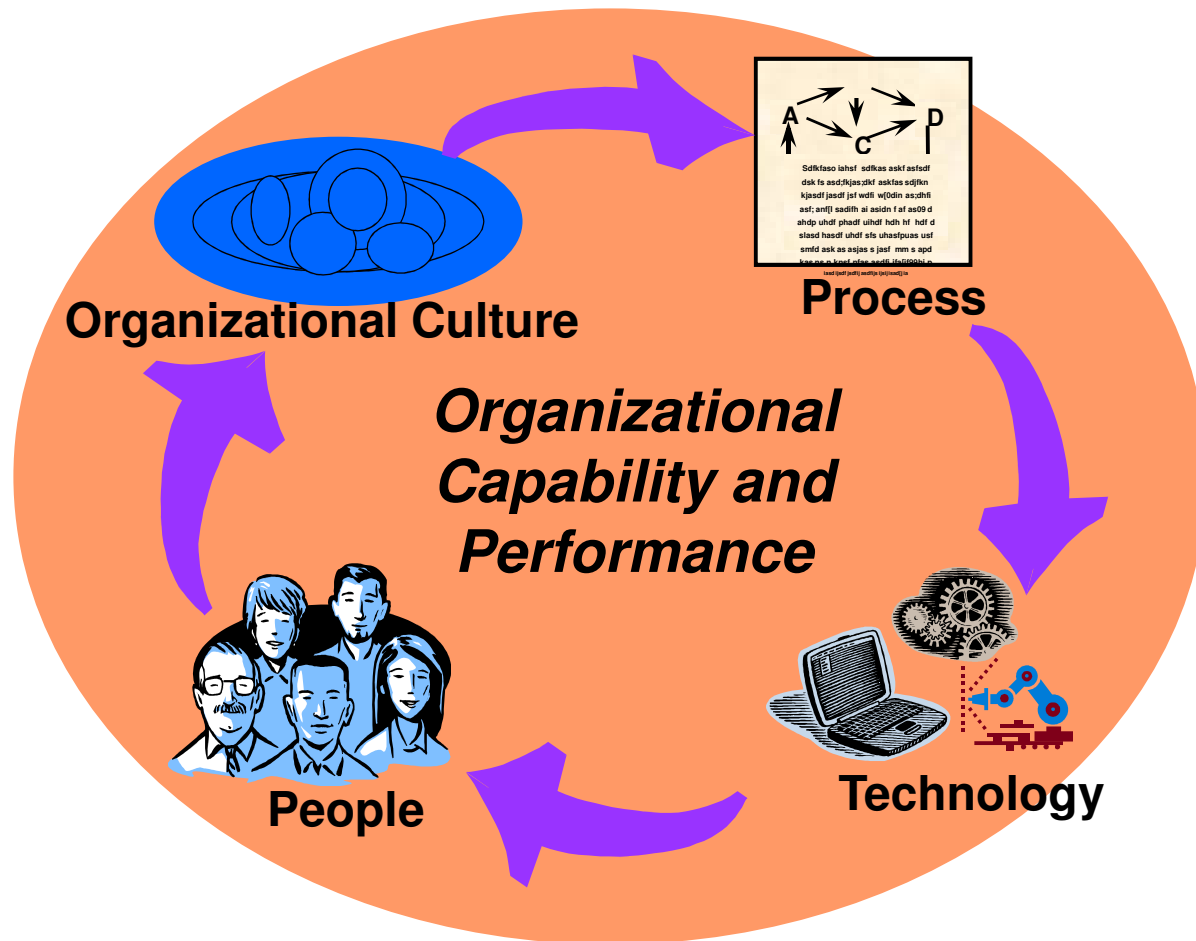 A
D
C
Sdfkfaso iahsf sdfkas askf asfsdf
dsk fs asd;fkjas;dkf askfas sdjfkn
kjasdf jasdf jsf wdfi w[0din as;dhfi
asf; anf[l sadifh ai asidn f af as09 d
ahdp uhdf phadf uihdf hdh hf hdf d
slasd hasdf uhdf sfs uhasfpuas usf
smfd ask as asjas s jasf mm s apd
Process
Organizational Culture
Organizational
Capability and
Performance
Technology
People